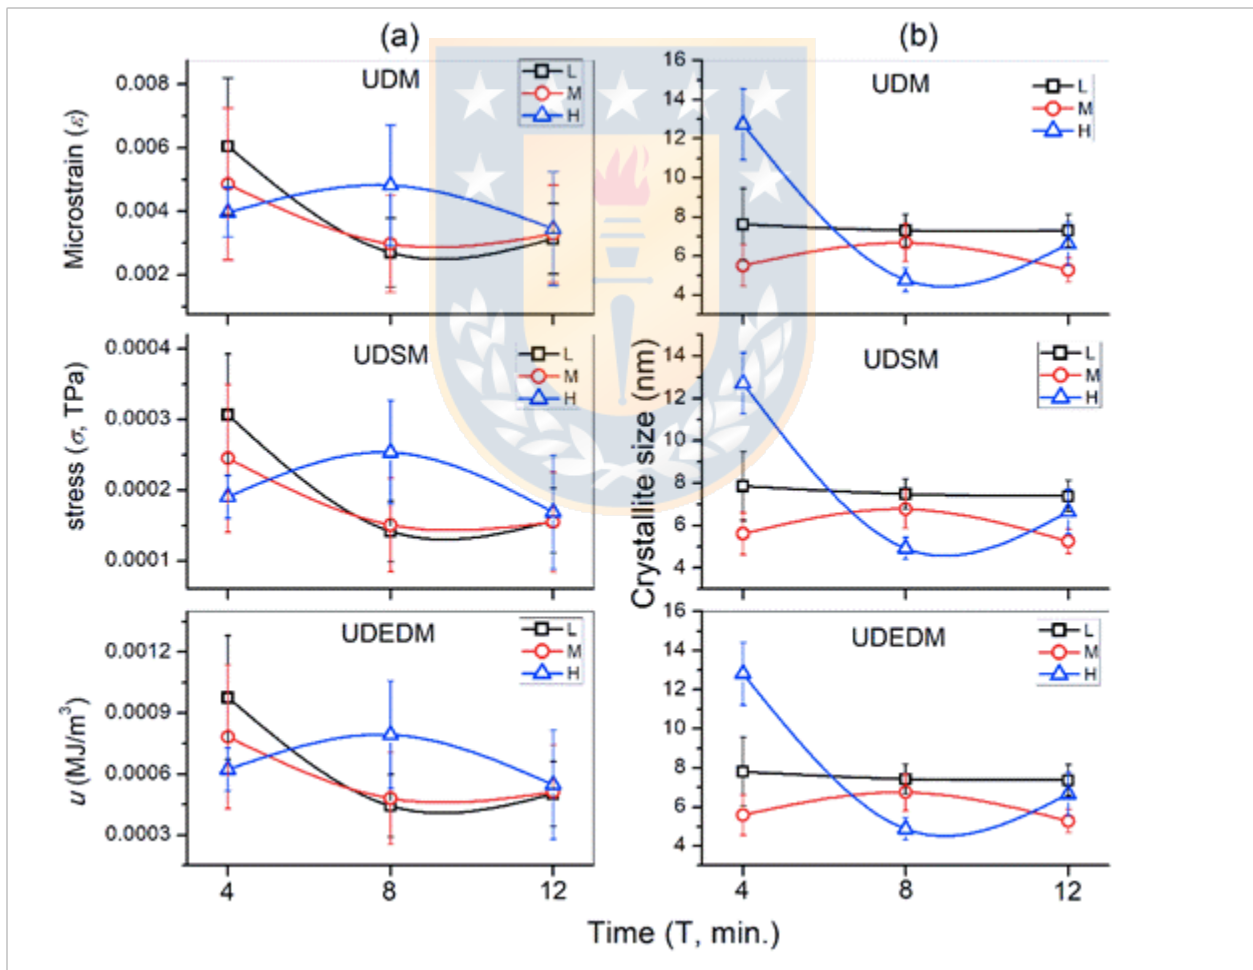 (a)
UDM
L
M
H
0.008
0.006
0.004
0.002
Microstrain (ε)
UDSM
L
M
H
0.0004
0.0003
0.0002
0.0001
stress (σ, TPa)
UDEDM
L
M
H
0.0012
0.0009
0.0006
0.0003
u (MJ/m³)
4 8 12
(b)
UDM
L
M
H
16
14
12
10
8
6
4
UDSM
L
M
H
14
12
10
8
6
4
Crystallite size (nm)
UDEDM
L
M
H
16
14
12
10
8
6
4
4 8 12
Time (T, min.)